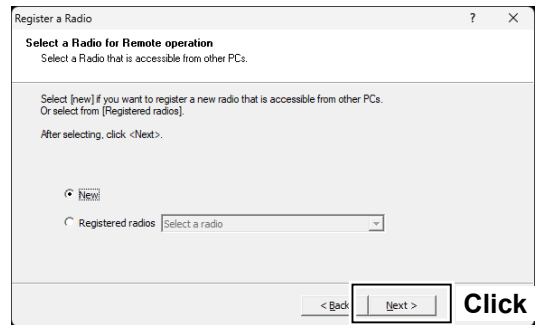 Register a Radio ? ×
Select a Radio for Remote operation
Select a Radio that is accessible from other PCs.
Select [new] if you want to register a new radio that is accessible from other PCs.
Or select from [Registered radios].
After selecting, click <Next>.
New
Registered radios Select a radio
< Back Next > Click